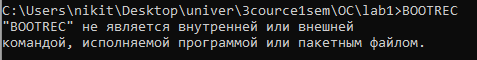 C:\Users\nikit\Desktop\univer\3cource1sem\OC\lab1>BOOTREC
"BOOTREC" не является внутренней или внешней
командой, исполняемой программой или пакетным файлом.